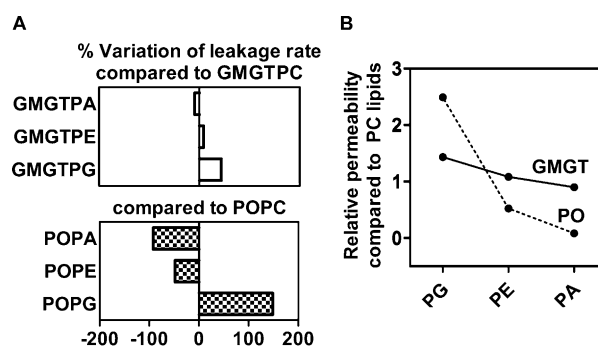 A
% Variation of leakage rate
compared to GMGTPC
GMGTPA
GMGTPE
GMGTPG
compared to POPC
POPA
POPE
POPG
-200 -100 0 100 200
B
Relative permeability
compared to PC lipids
3
2
1
0
GMGT
PO
PG PE PA